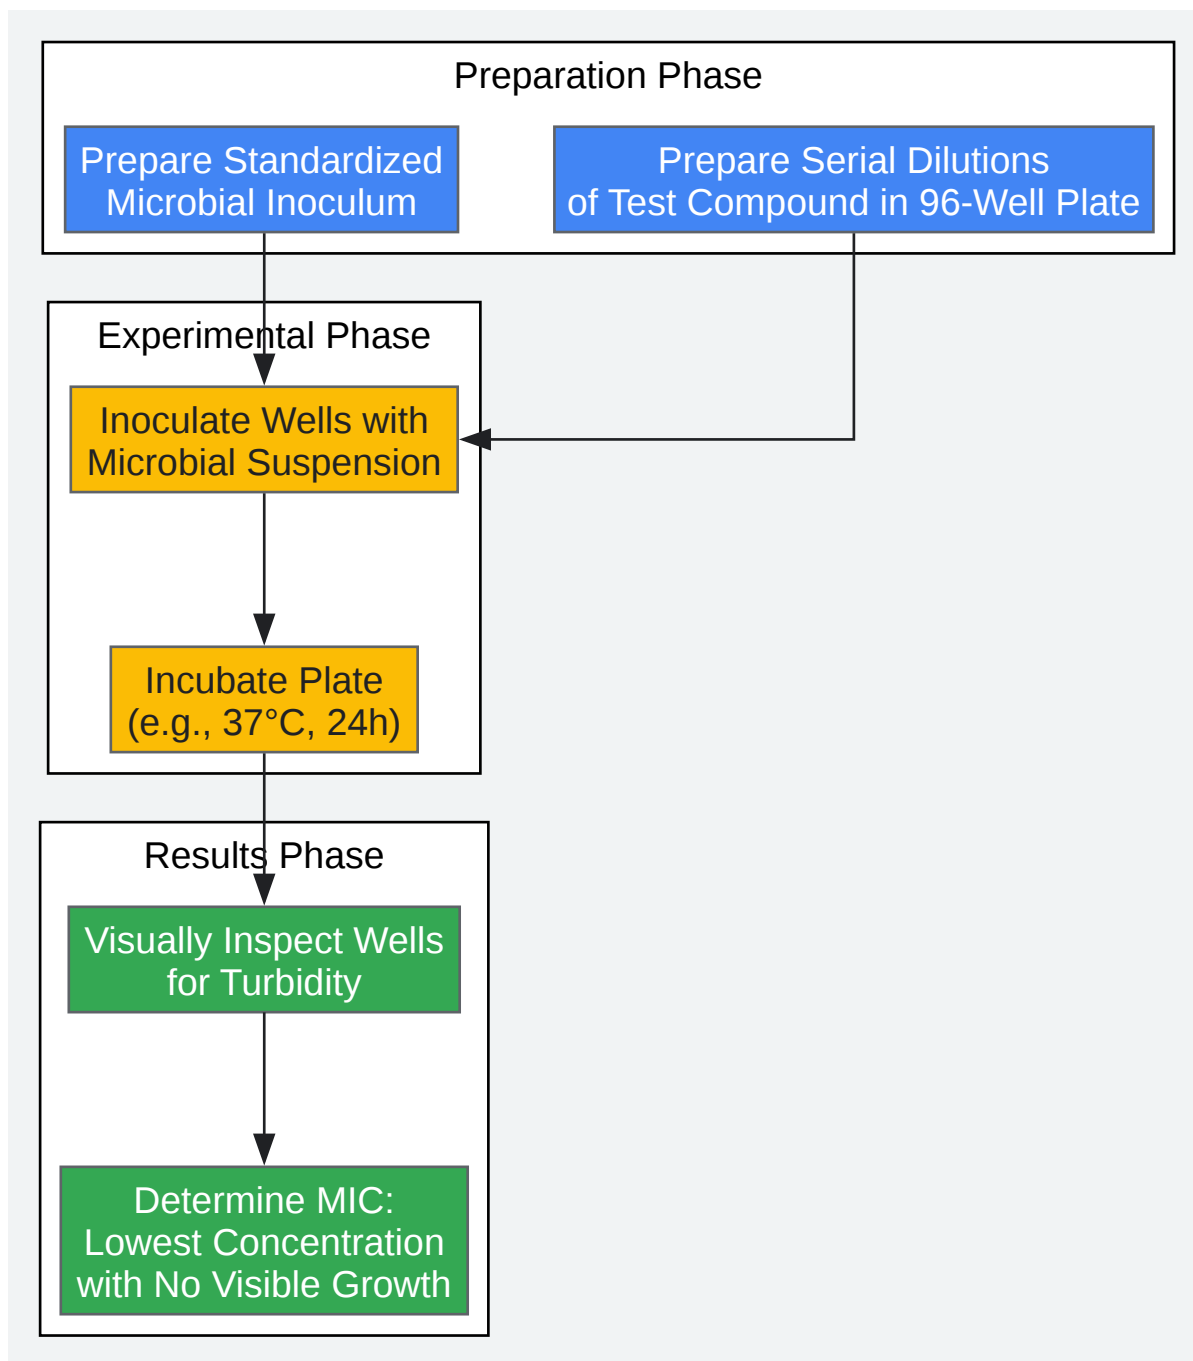 Preparation Phase
Prepare Standardized
Microbial Inoculum
Prepare Serial Dilutions
of Test Compound in 96-Well Plate
Experimental Phase
Inoculate Wells with
Microbial Suspension
Incubate Plate
(e.g., 37°C, 24h)
Results Phase
Visually Inspect Wells
for Turbidity
Determine MIC:
Lowest Concentration
with No Visible Growth